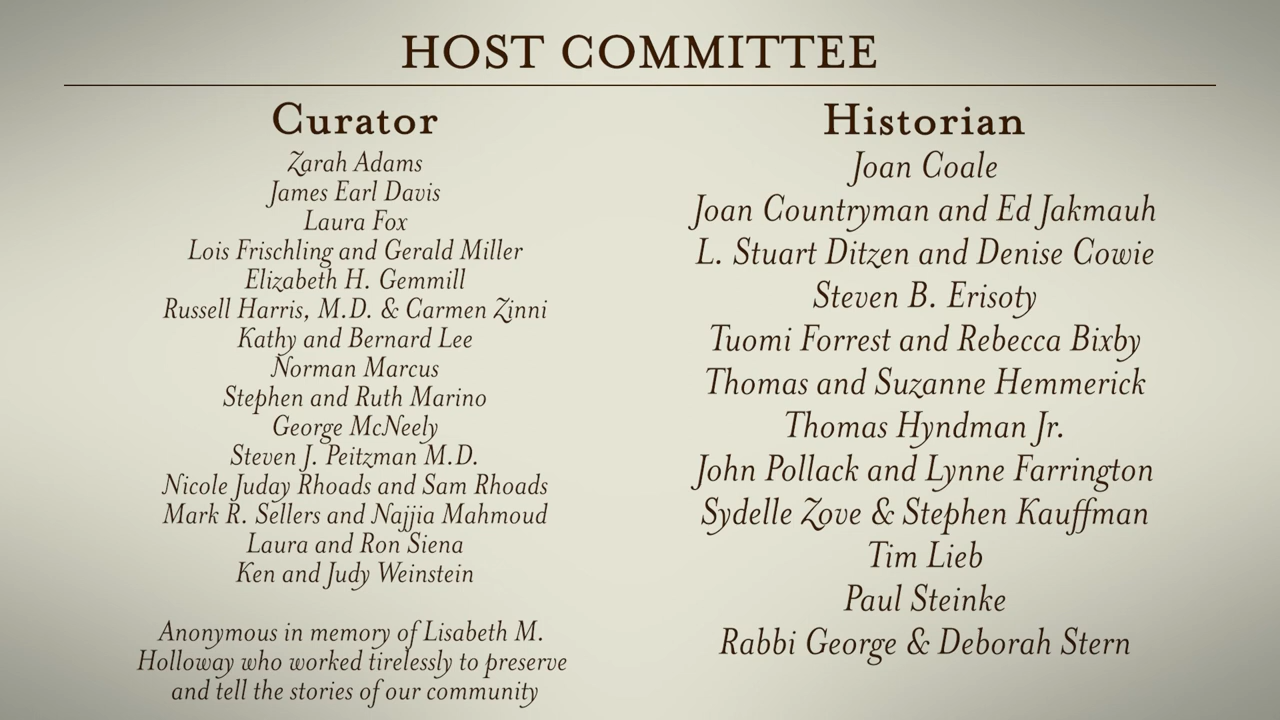 HOST COMMITTEE
Curator
Zarah Adams
James Earl Davis
Laura Fox
Lois Frischling and Gerald Miller
Elizabeth H. Gemmill
Russell Harris, M.D. & Carmen Zinni
Kathy and Bernard Lee
Norman Marcus
Stephen and Ruth Marino
George McNeely
Steven J. Peitzman M.D.
Nicole Juday Rhoads and Sam Rhoads
Mark R. Sellers and Najjia Mahmoud
Laura and Ron Siena
Ken and Judy Weinstein
Anonymous in memory of Lisabeth M.
Holloway who worked tirelessly to preserve
and tell the stories of our community
Historian
Joan Coale
Joan Countryman and Ed Jakmauh
L. Stuart Ditzen and Denise Cowie
Steven B. Erisoty
Tuomi Forrest and Rebecca Bixby
Thomas and Suzanne Hemmerick
Thomas Hyndman Jr.
John Pollack and Lynne Farrington
Sydelle Zove & Stephen Kauffman
Tim Lieb
Paul Steinke
Rabbi George & Deborah Stern